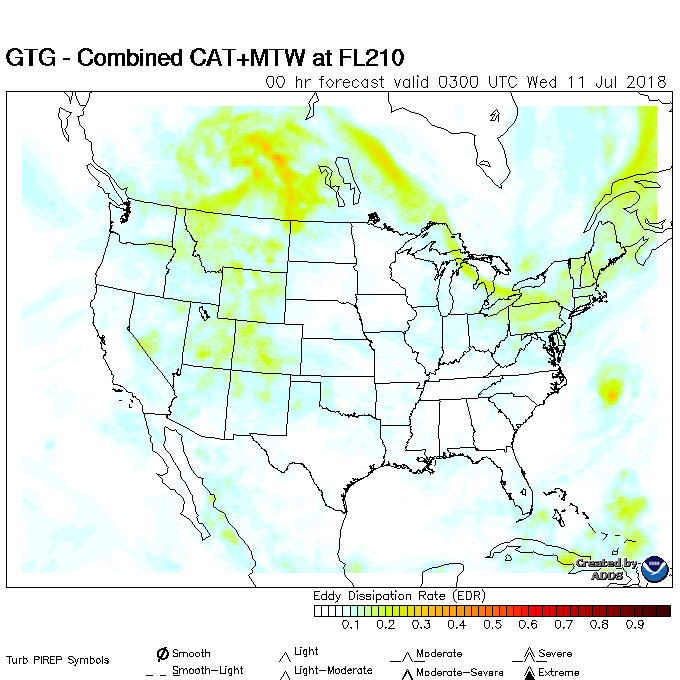 GTG - Combined CAT+MTW at FL210
00 hr forecast valid 0300 UTC Wed 11 Jul 2018
Created by
ADDS
Eddy Dissipation Rate (EDR)
0.1 0.2 0.3 0.4 0.5 0.6 0.7 0.8 0.9
Turb PIREP Symbols
Smooth Light Moderate Severe
Smooth-Light Light-Moderate Moderate-Severe Extreme